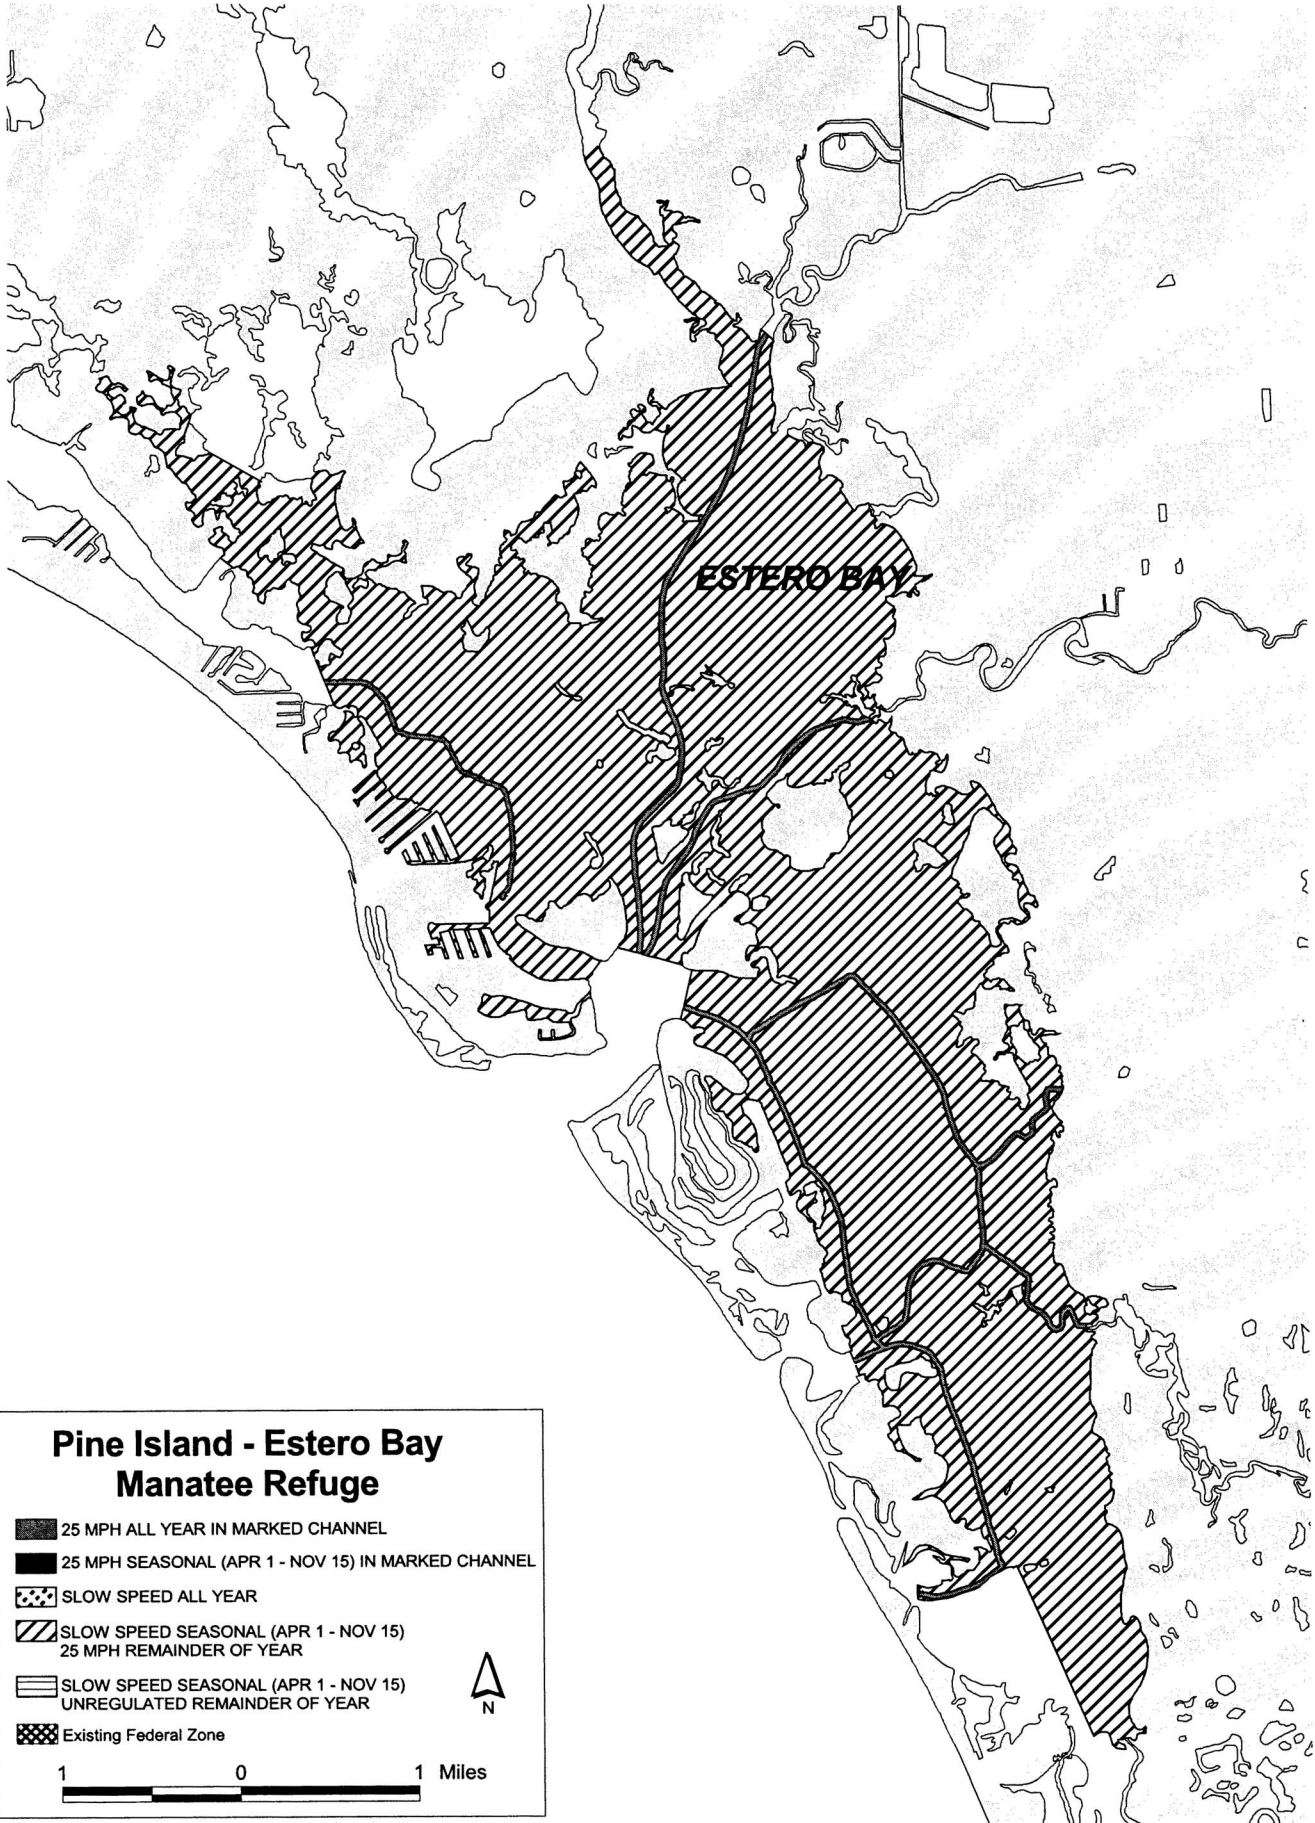 ESTERO BAY
Pine Island - Estero Bay
Manatee Refuge
25 MPH ALL YEAR IN MARKED CHANNEL
25 MPH SEASONAL (APR 1 - NOV 15) IN MARKED CHANNEL
SLOW SPEED ALL YEAR
SLOW SPEED SEASONAL (APR 1 - NOV 15)
25 MPH REMAINDER OF YEAR
SLOW SPEED SEASONAL (APR 1 - NOV 15)
UNREGULATED REMAINDER OF YEAR
N
Existing Federal Zone
1 0 1 Miles